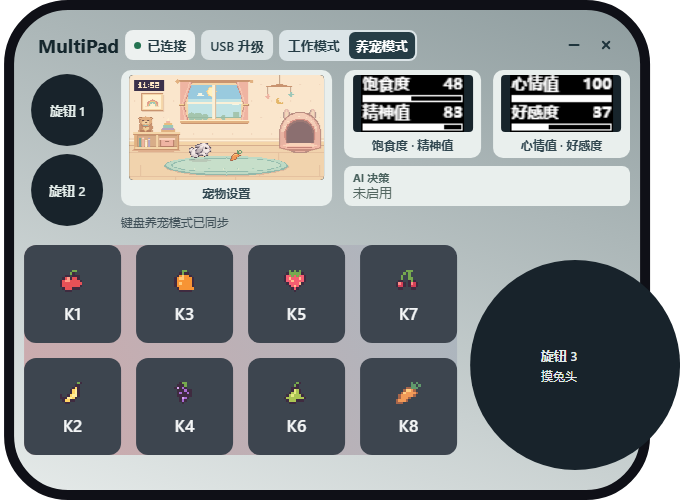 MultiPad
已连接
USB 升级
工作模式
养宠模式
旋钮 1
旋钮 2
11:52
宠物设置
饱食度 48
精神值 83
饱食度 · 精神值
心情值 100
好感度 37
心情值 · 好感度
AI 决策
未启用
键盘养宠模式已同步
K1
K3
K5
K7
K2
K4
K6
K8
旋钮 3
摸兔头